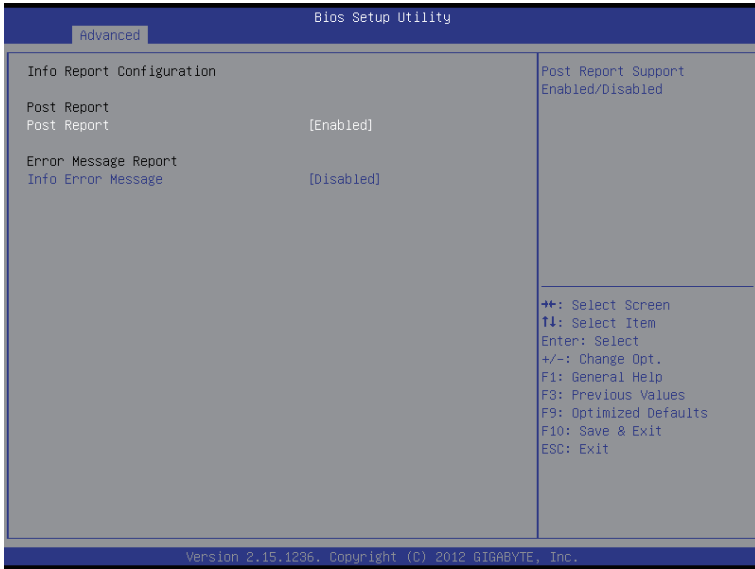 Bios Setup Utility
Advanced
Info Report Configuration
Post Report
Post Report [Enabled]
Error Message Report
Info Error Message [Disabled]
Post Report Support
Enabled/Disabled
→←: Select Screen
↑↓: Select Item
Enter: Select
+/-: Change Opt.
F1: General Help
F3: Previous Values
F9: Optimized Defaults
F10: Save & Exit
ESC: Exit
Version 2.15.1236. Copyright (C) 2012 GIGABYTE, Inc.